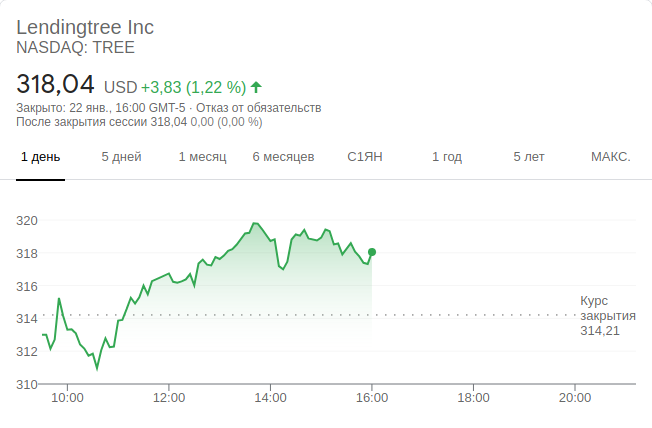 Lendingtree Inc
NASDAQ: TREE
318,04 USD +3,83 (1,22 %)
Закрыто: 22 янв., 16:00 GMT-5 · Отказ от обязательств
После закрытия сессии 318,04 0,00 (0,00 %)
1 день 5 дней 1 месяц 6 месяцев С1ЯН 1 год 5 лет МАКС.
320
318
316
314
312
310
Курс
закрытия
314,21
10:00 12:00 14:00 16:00 18:00 20:00